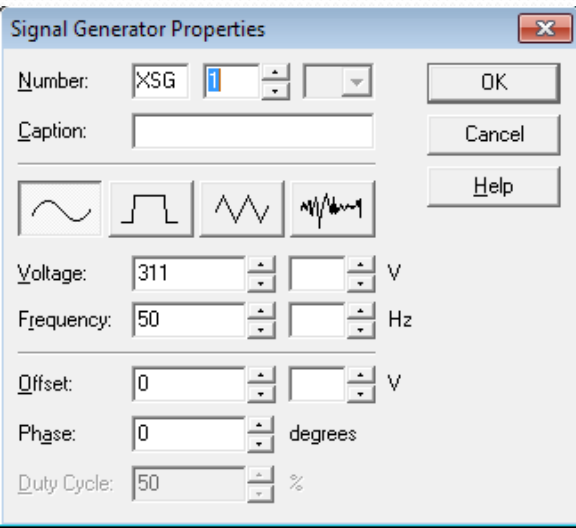 Signal Generator Properties
Number: XSG 1
OK
Caption:
Cancel
Help
Voltage: 311 V
Frequency: 50 Hz
Offset: 0 V
Phase: 0 degrees
Duty Cycle: 50 %